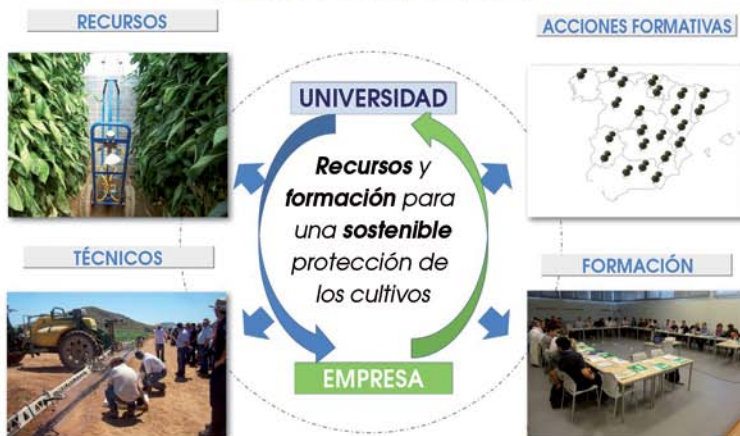 RECURSOS
ACCIONES FORMATIVAS
UNIVERSIDAD
Recursos y
formación para
una sostenible
protección de
los cultivos
TÉCNICOS
FORMACIÓN
EMPRESA